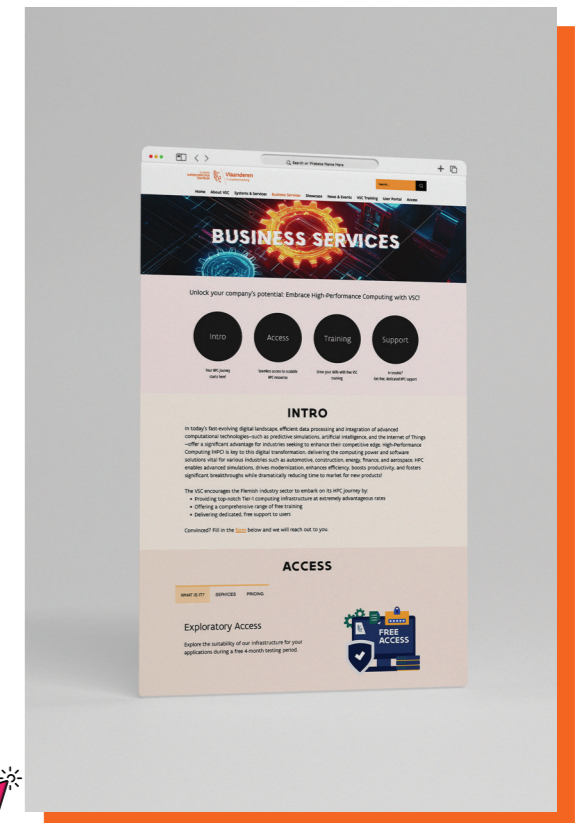 Search or Website Name Here
Vlaanderen
Search...
Home About VSC Systems & Services Business Services Showcase News & Events VSC Training User Portal Access
BUSINESS SERVICES
Unlock your company's potential: Embrace High-Performance Computing with VSC!
Intro Access Training Support
Your HPC journey
starts here!
Seamless access to scalable
HPC resources
Grow your skills with free VSC
training
In trouble?
Get free, dedicated HPC support
INTRO
In today's fast-evolving digital landscape, efficient data processing and integration of advanced
computational technologies—such as predictive simulations, artificial intelligence, and the Internet of Things
—offer a significant advantage for industries seeking to enhance their competitive edge. High-Performance
Computing (HPC) is key to this digital transformation, delivering the computing power and software
solutions vital for various industries such as automotive, construction, energy, finance, and aerospace. HPC
enables advanced simulations, drives modernization, enhances efficiency, boosts productivity, and fosters
significant breakthroughs while dramatically reducing time to market for new products!
The VSC encourages the Flemish industry sector to embark on its HPC journey by:
• Providing top-notch Tier-1 computing infrastructure at extremely advantageous rates
• Offering a comprehensive range of free training
• Delivering dedicated, free support to users
Convinced? Fill in the form below and we will reach out to you.
ACCESS
WHAT IS IT? SERVICES PRICING
Exploratory Access
Explore the suitability of our infrastructure for your
applications during a free 4-month testing period.
FREE
ACCESS